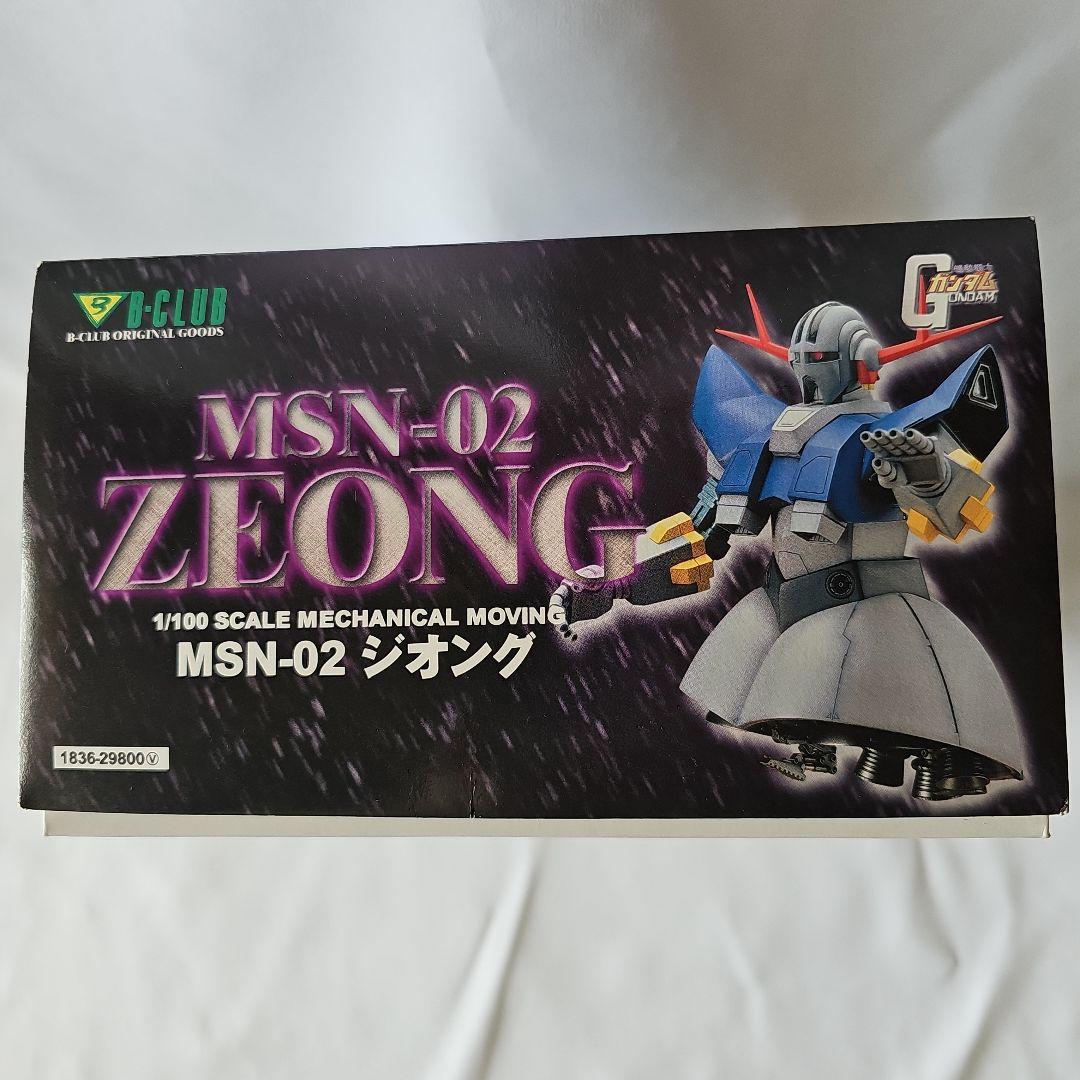 B-CLUB
B-CLUB ORIGINAL GOODS
機動戦士
ガンダム
GUNDAM
MSN-02
ZEONG
1/100 SCALE MECHANICAL MOVING
MSN-02 ジオング
1836-29800Ⓥ